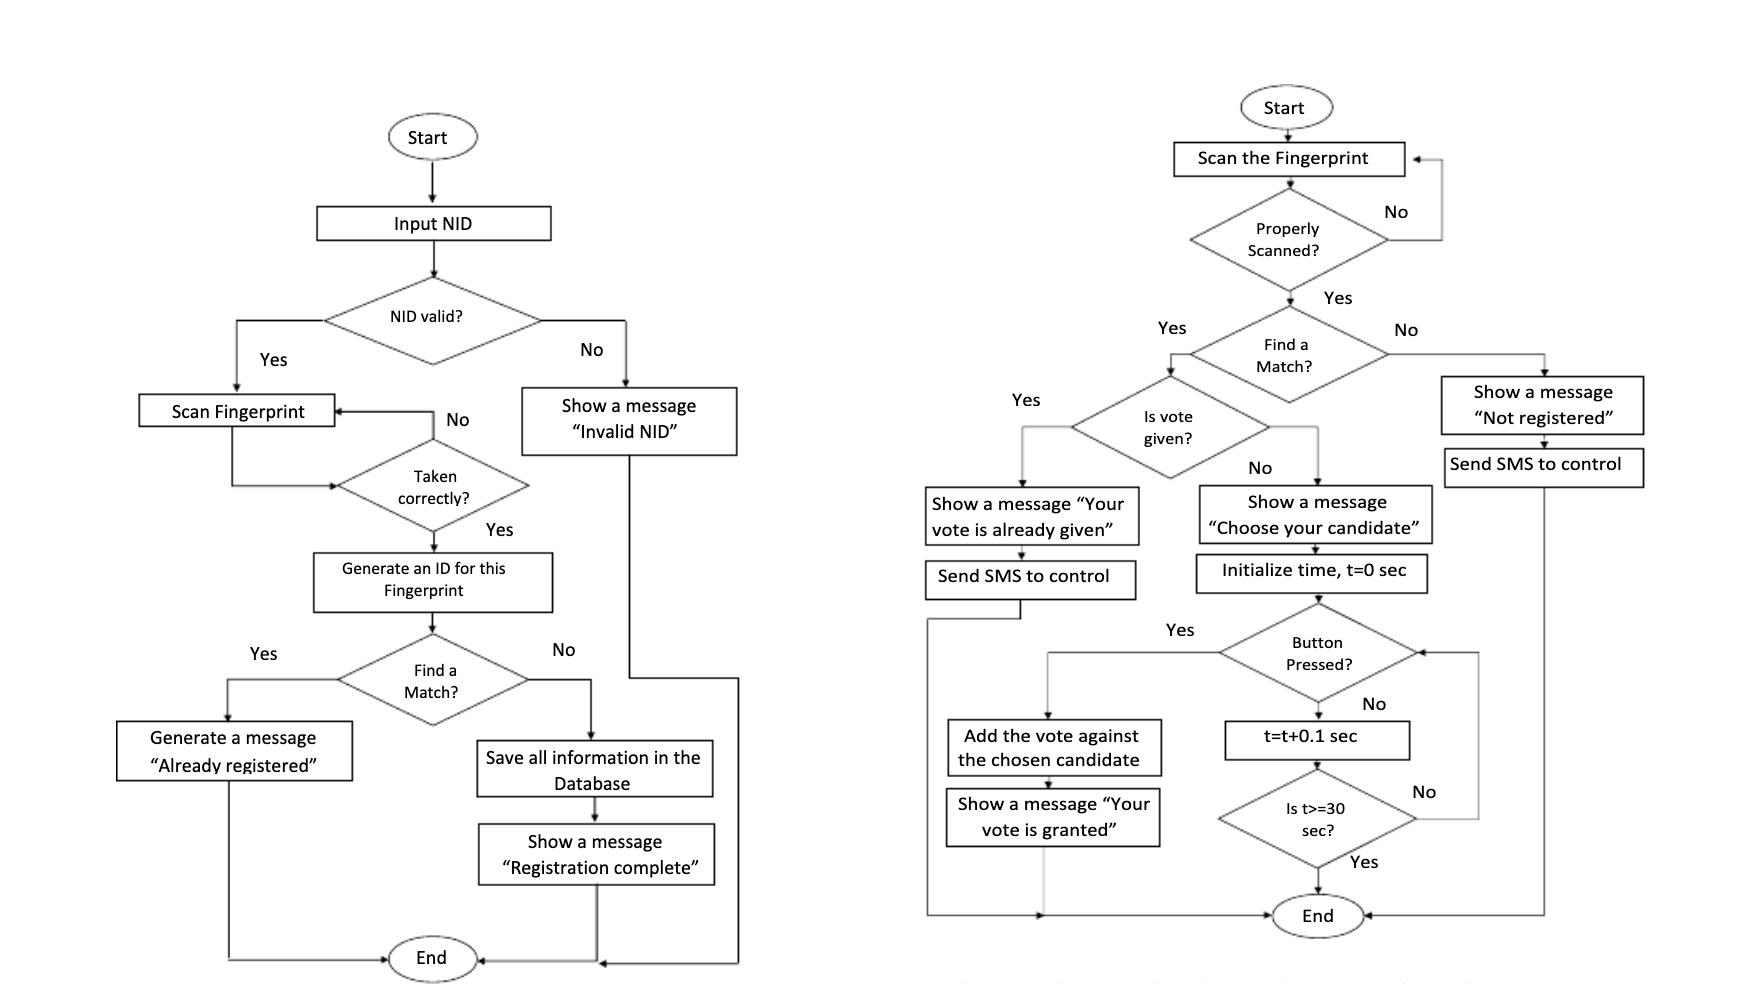 Start
Input NID
NID valid?
Yes
No
Scan Fingerprint
Show a message
“Invalid NID”
No
Taken
correctly?
Yes
Generate an ID for this
Fingerprint
Yes
No
Find a
Match?
Generate a message
“Already registered”
Save all information in the
Database
Show a message
“Registration complete”
End
Start
Scan the Fingerprint
No
Properly
Scanned?
Yes
Yes
No
Find a
Match?
Show a message
“Not registered”
Send SMS to control
Yes
Is vote
given?
No
Show a message “Your
vote is already given”
Send SMS to control
Show a message
“Choose your candidate”
Initialize time, t=0 sec
Yes
Button
Pressed?
No
Add the vote against
the chosen candidate
Show a message “Your
vote is granted”
t=t+0.1 sec
No
Is t>=30
sec?
Yes
End